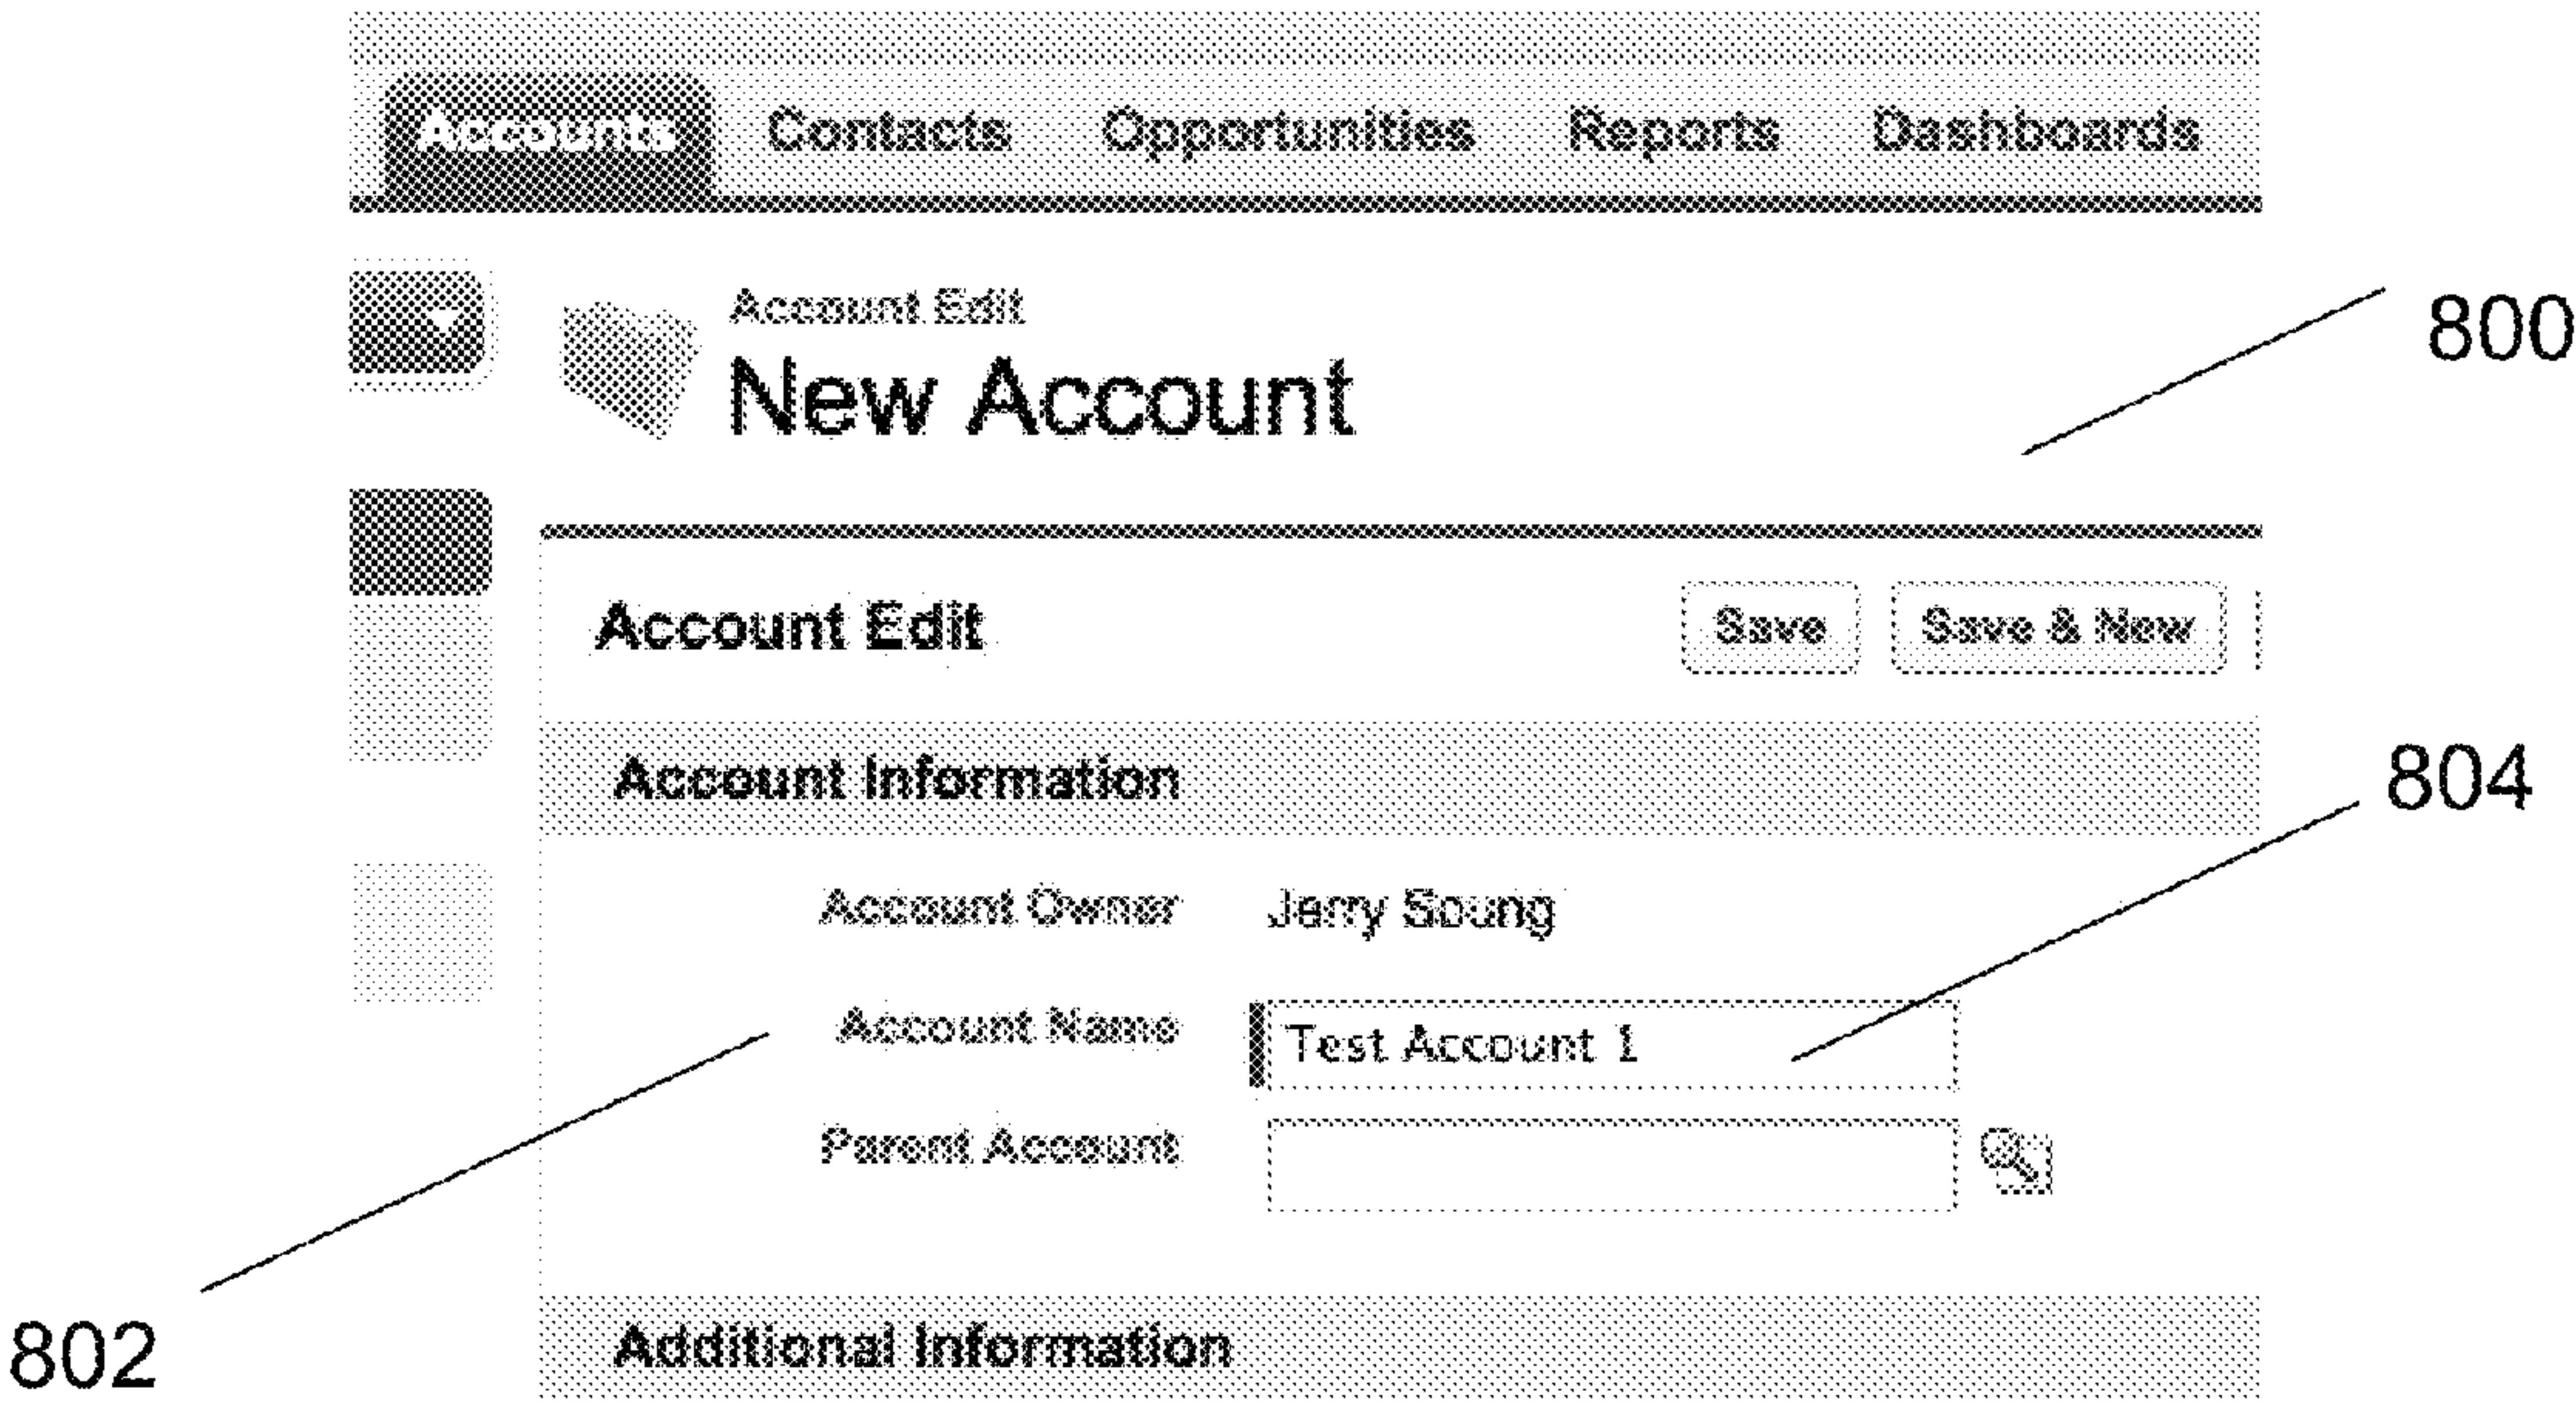 Accounts Contacts Opportunities Reports Dashboards
Account Edit
New Account
800
Account Edit Save Save & New
Account Information
804
Account Owner Jerry Soung
Account Name Test Account 1
Parent Account
802
Additional Information